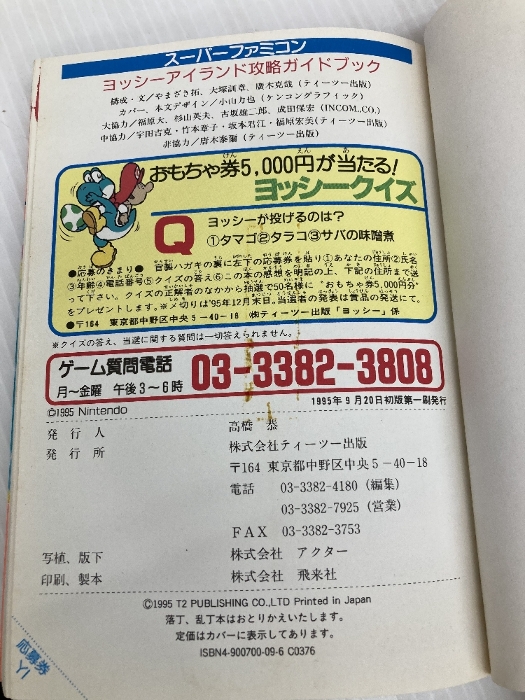 スーパーファミコン
ヨッシーアイランド攻略ガイドブック
構成・文/やまざき拓、大塚訓章、廣木克哉(ティーツー出版)
カバー、本文デザイン/小山力也(ケンコングラフィック)
大協力/福原大、杉山英夫、古坂雄二郎、成田保宏(INCOM.,CO.)
中協力/宇田吉克・竹本章子・坂本君江・福原宏美(ティーツー出版)
非協力/唐木泰彌(ティーツー出版)
おもちゃ券5,000円が当たる!
ヨッシークイズ
Q ヨッシーが投げるのは?
①タマゴ②タラコ③サバの味噌煮
●応募のきまり● 官製ハガキの裏に左下の応募券を貼り①あなたの住所②氏名
③年齢④電話番号⑤クイズの答え⑥この本の感想を明記の上、下記の住所まで送
って下さい。クイズの正解者のなかから抽選で50名様に"おもちゃ券5,000円分"
をプレゼントします。※〆切りは'95年12月末日。当選者の発表は賞品の発送にて。
●〒164 東京都中野区中央5-40-18 ㈱ティーツー出版「ヨッシー」係
※クイズの答え、当選に関する質問は一切答えられません。
ゲーム質問電話
月～金曜 午後3～6時
03-3382-3808
©1995 Nintendo
1995年9月20日初版第一刷発行
発行人 高橋 恭
発行所 株式会社ティーツー出版
〒164 東京都中野区中央5-40-18
電話 03-3382-4180(編集)
03-3382-7925(営業)
FAX 03-3382-3753
写植、版下 株式会社 アクター
印刷、製本 株式会社 飛来社
©1995 T2 PUBLISHING CO.,LTD Printed in Japan
落丁、乱丁本はおとりかえいたします。
定価はカバーに表示してあります。
ISBN4-900700-09-6 C0376
応募券
YI